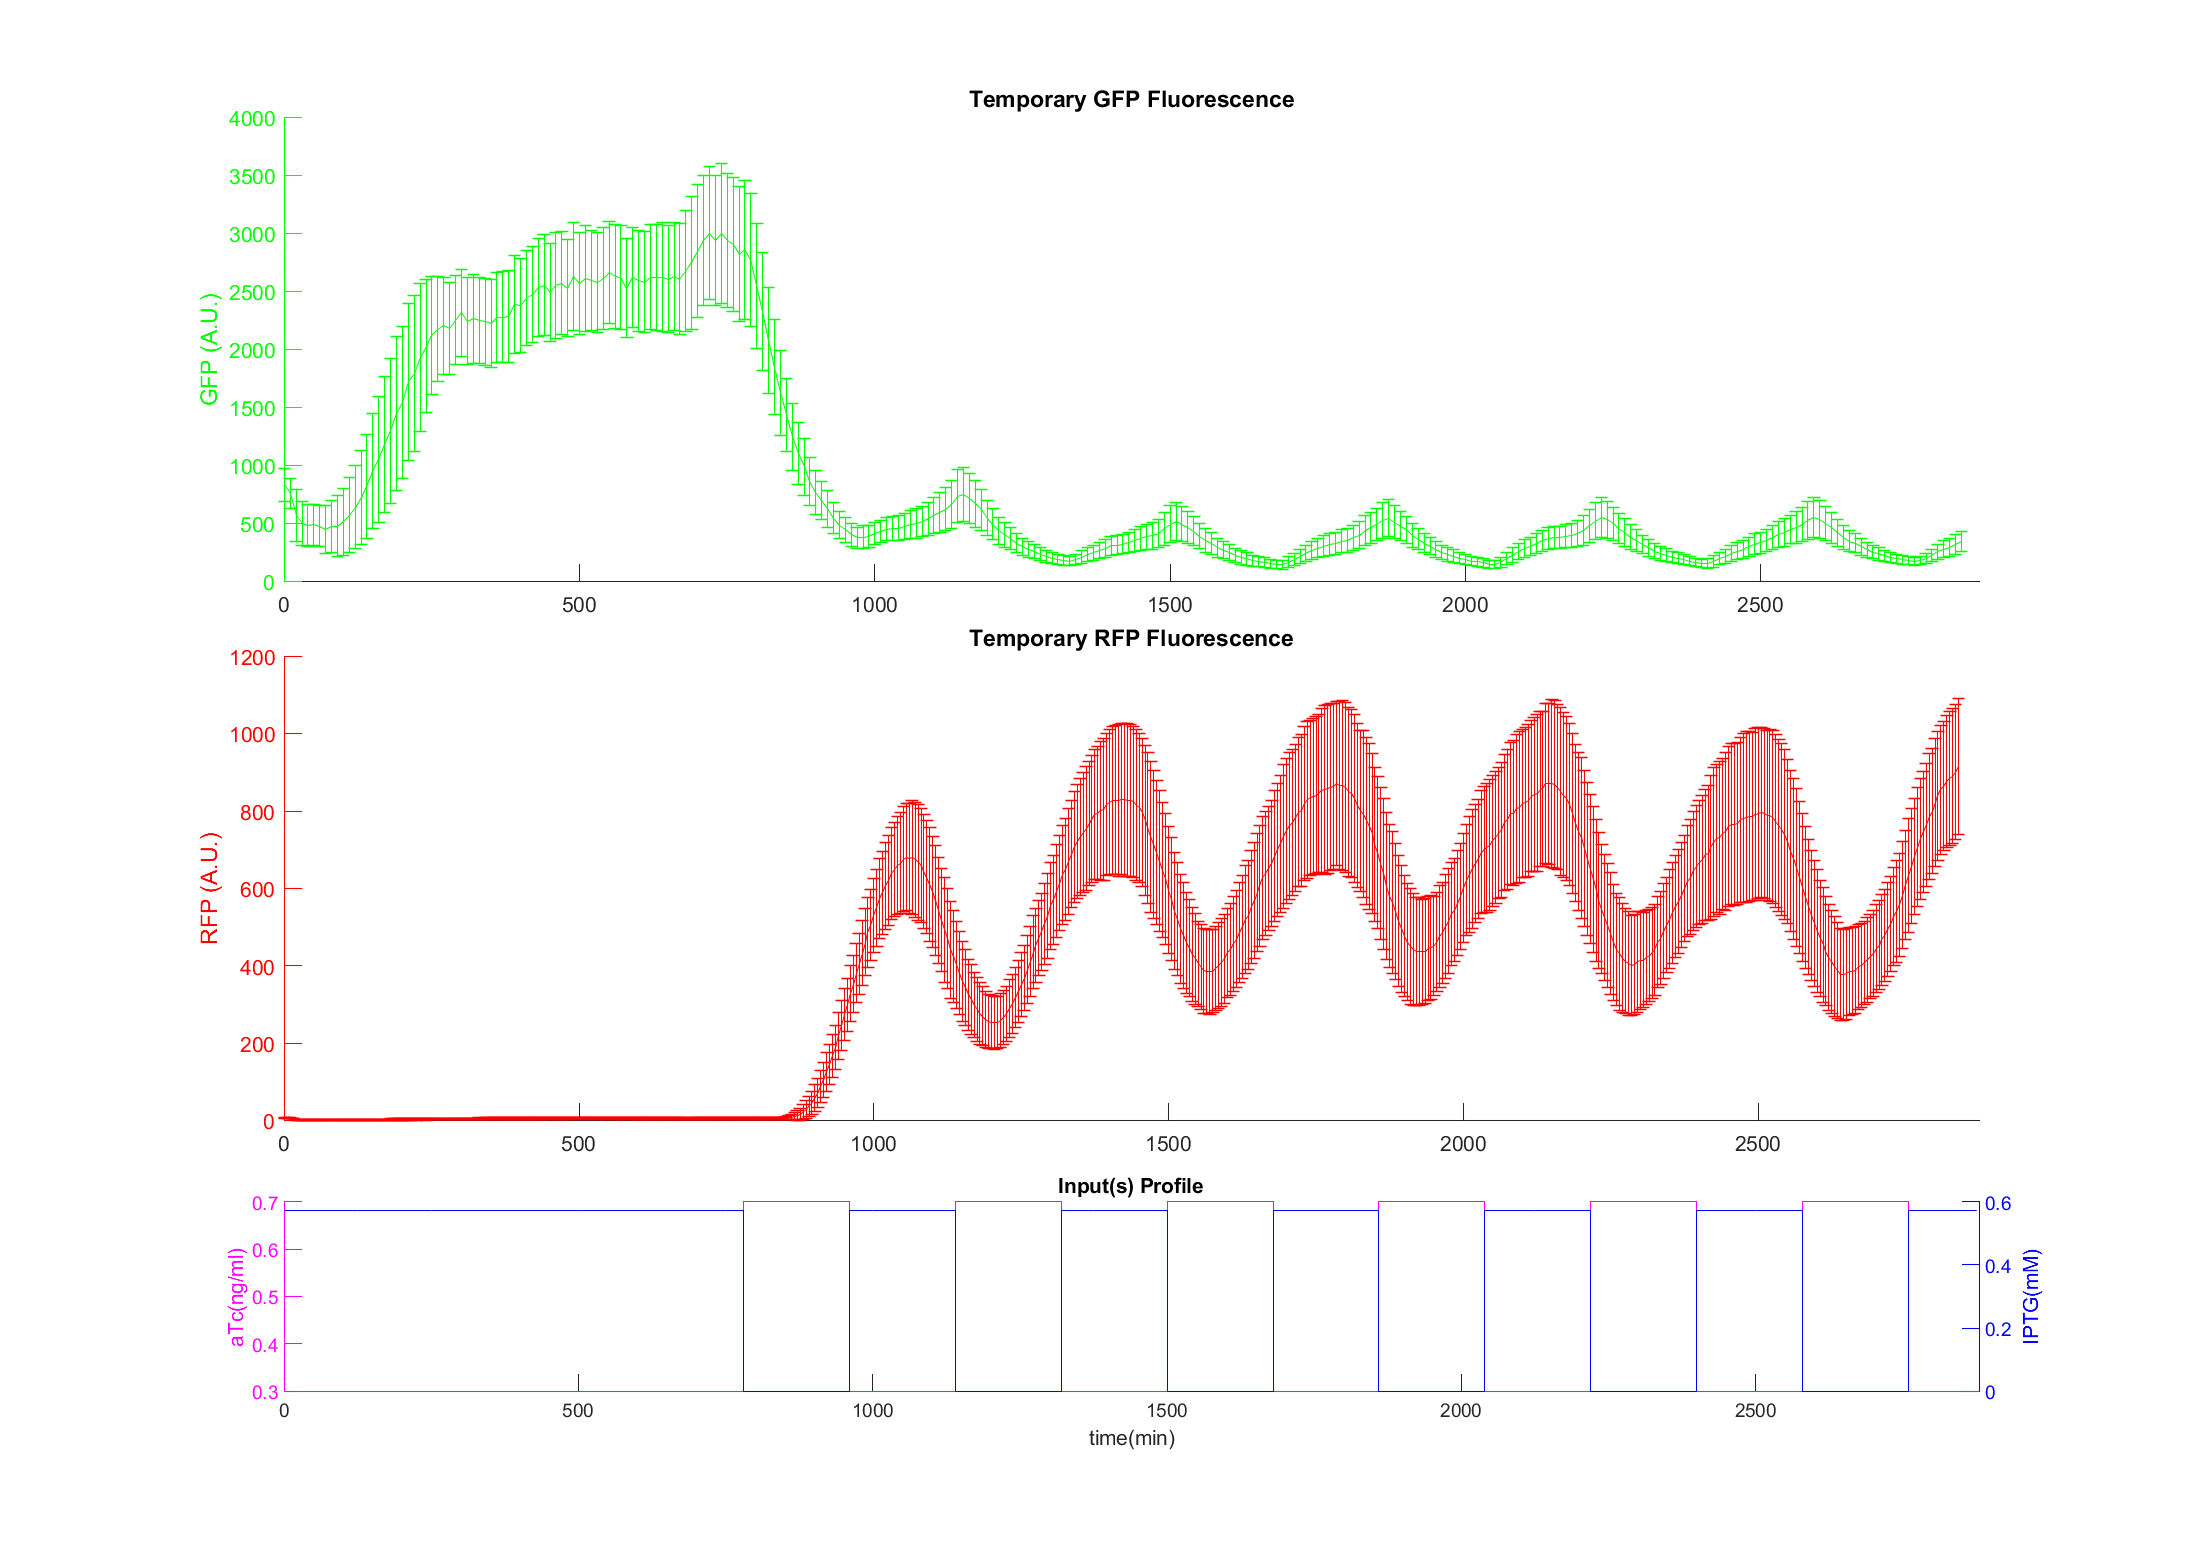 Temporary GFP Fluorescence
4000
3500
3000
2500
2000
1500
1000
500
0
GFP (A.U.)
0 500 1000 1500 2000 2500
Temporary RFP Fluorescence
1200
1000
800
600
400
200
0
RFP (A.U.)
0 500 1000 1500 2000 2500
Input(s) Profile
0.7
0.6
0.5
0.4
0.3
aTc(ng/ml)
0.6
0.4
0.2
0
IPTG(mM)
0 500 1000 1500 2000 2500
time(min)